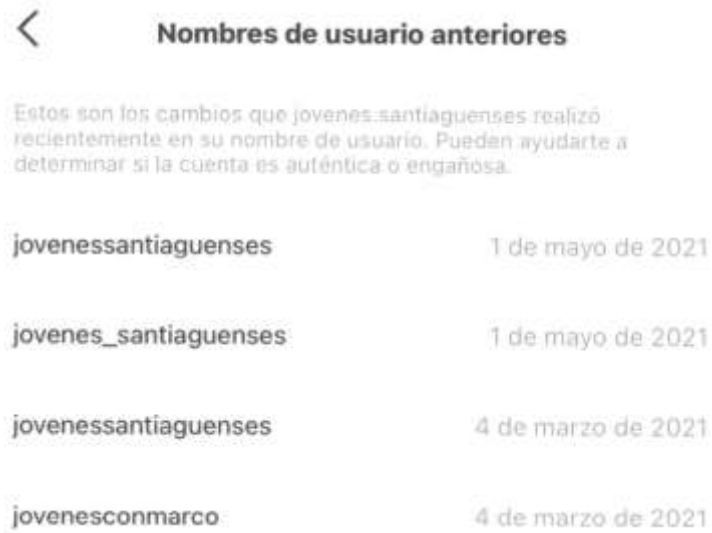 Nombres de usuario anteriores
Estos son los cambios que jovenes.santiaguenses realizó
recientemente en su nombre de usuario. Pueden ayudarte a
determinar si la cuenta es auténtica o engañosa.
jovenessantiaguenses 1 de mayo de 2021
jovenes_santiaguenses 1 de mayo de 2021
jovenessantiaguenses 4 de marzo de 2021
jovenesconmarco 4 de marzo de 2021